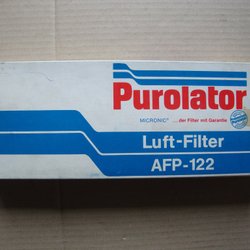 Purolator
MICRONIC® ...der Filter mit Garantie
Luft-Filter
AFP-122